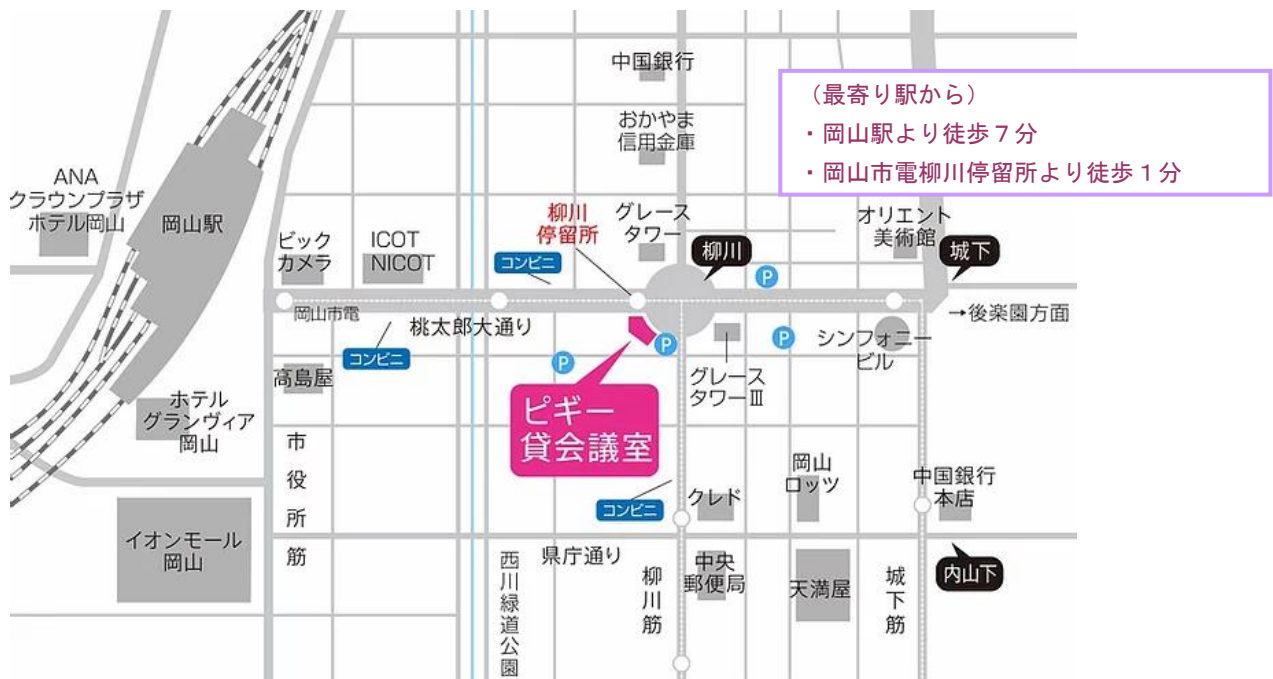 中国銀行
おかやま
信用金庫
(最寄り駅から)
・岡山駅より徒歩7分
・岡山市電柳川停留所より徒歩1分
ANA
クラウンプラザ
ホテル岡山
岡山駅
ビック
カメラ
ICOT
NICOT
コンビニ
柳川
停留所
グレース
タワー
柳川
P
オリエント
美術館
城下
岡山市電
桃太郎大通り
コンビニ
P
P
P
シンフォニー
ビル
→後楽園方面
高島屋
グレース
タワーⅢ
ホテル
グランヴィア
岡山
ピギー
貸会議室
市役所筋
コンビニ
クレド
岡山
ロッツ
中国銀行
本店
イオンモール
岡山
西川緑道公園
県庁通り
柳川筋
中央
郵便局
天満屋
城下筋
内山下